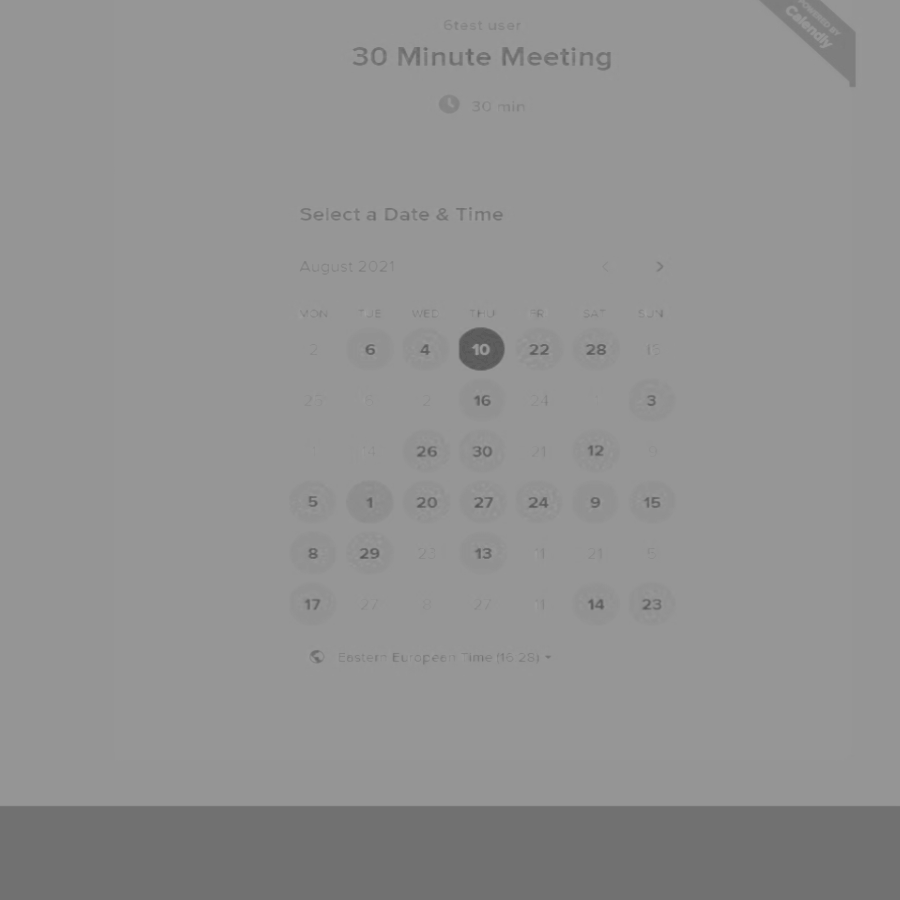 6test user
30 Minute Meeting
30 min
POWERED BY
Calendly
Select a Date & Time
August 2021 < >
MON TUE WED THU FRI SAT SUN
2 6 4 10 22 28 15
23 8 2 16 24 3
14 26 30 21 12 9
5 1 20 27 24 9 15
8 29 23 13 11 21 5
17 27 8 27 11 14 23
Eastern European Time (16:28)